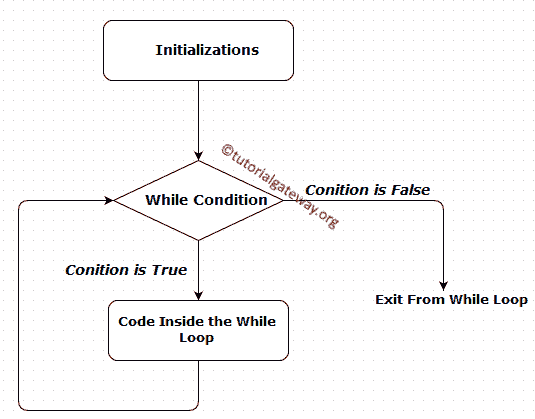 Initializations
©tutorialgateway.org
While Condition
Conition is False
Conition is True
Exit From While Loop
Code Inside the While
Loop